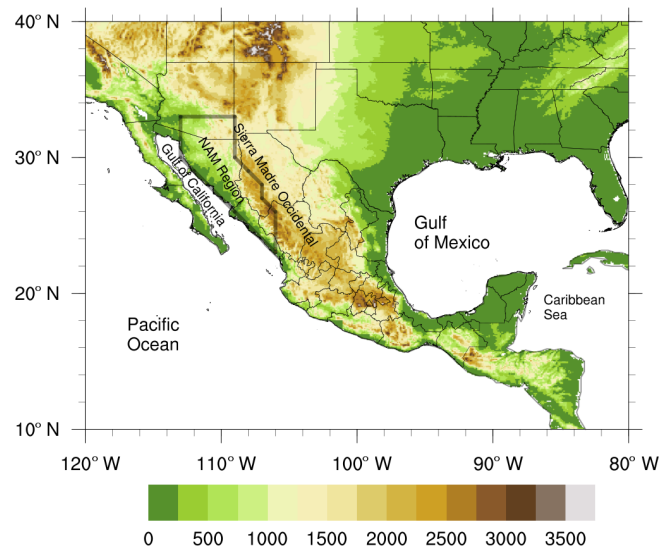 40° N
30° N
20° N
10° N
Sierra Madre Occidental
NAM Region
Gulf of California
Gulf
of Mexico
Caribbean
Sea
Pacific
Ocean
120° W
110° W
100° W
90° W
80° W
0
500
1000
1500
2000
2500
3000
3500